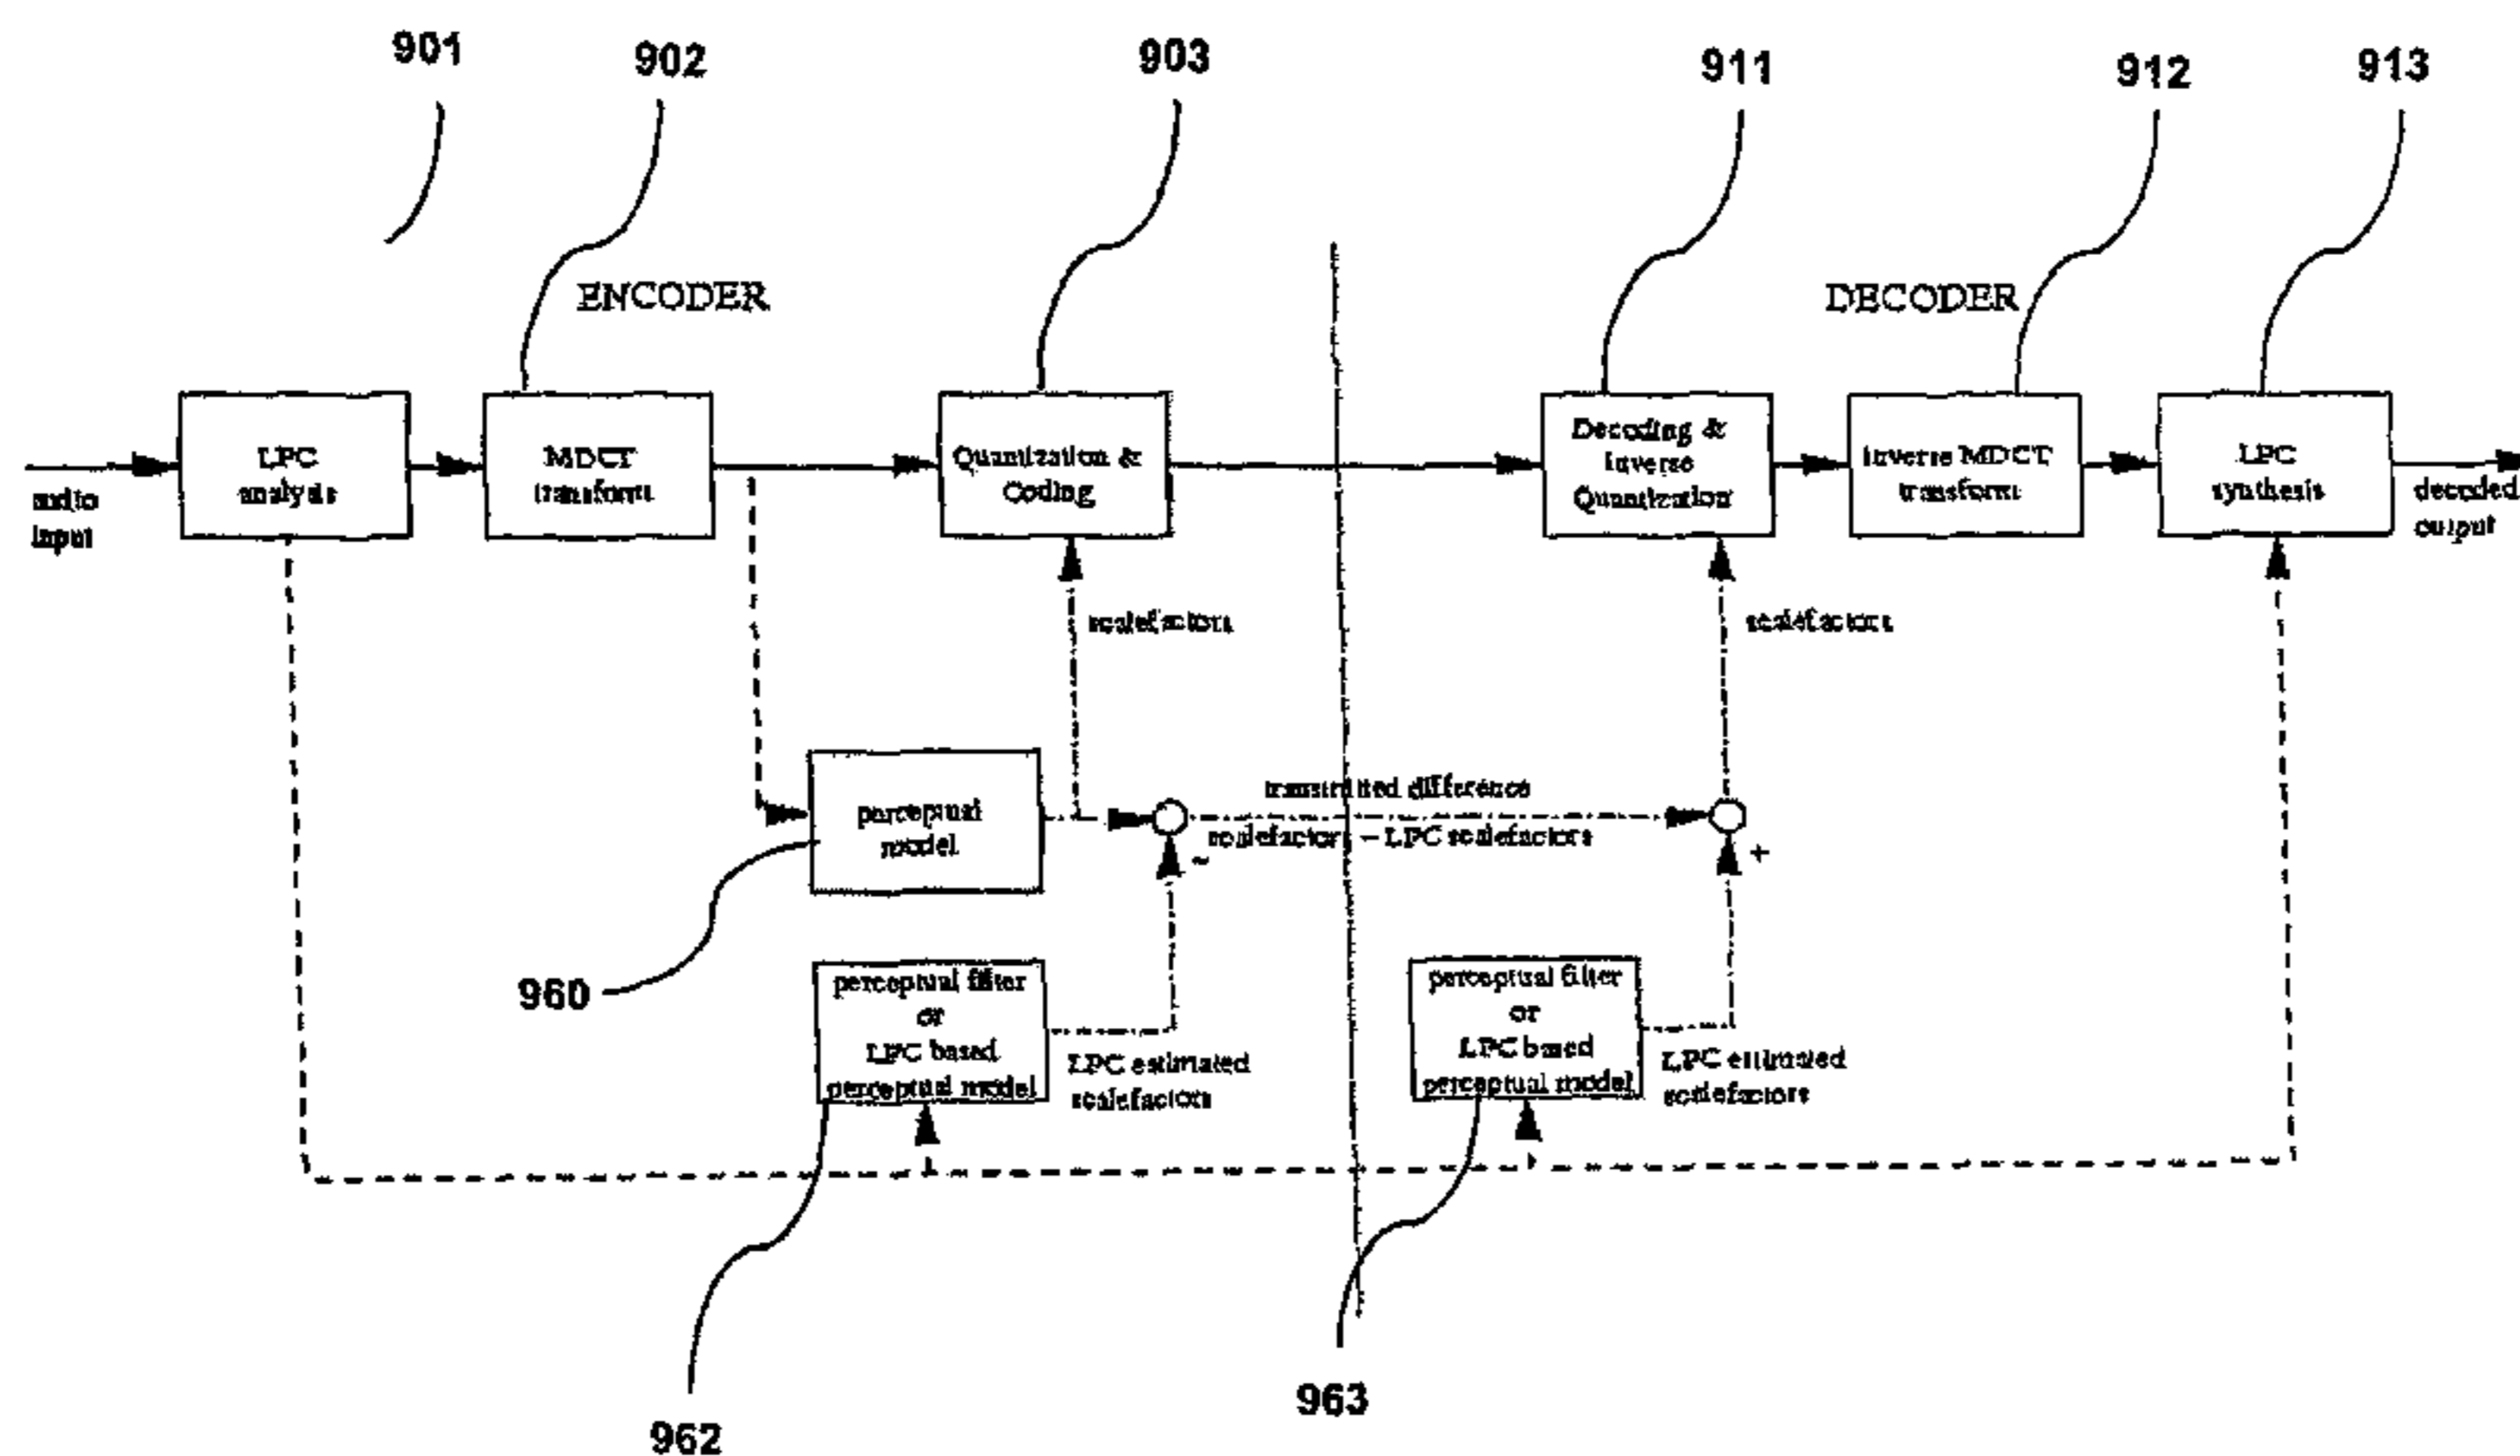 901
902
903
911
912
913
ENCODER
DECODER
audio
input
LPC
analysis
MDCT
transform
Quantization &
Coding
Decoding &
Inverse
Quantization
inverse MDCT
transform
LPC
synthesis
decoded
output
scalefactors
scalefactors
perceptual
model
transmitted difference
scalefactors – LPC scalefactors
-
+
960
perceptual filter
or
LPC based
perceptual model
LPC estimated
scalefactors
perceptual filter
or
LPC based
perceptual model
LPC estimated
scalefactors
962
963